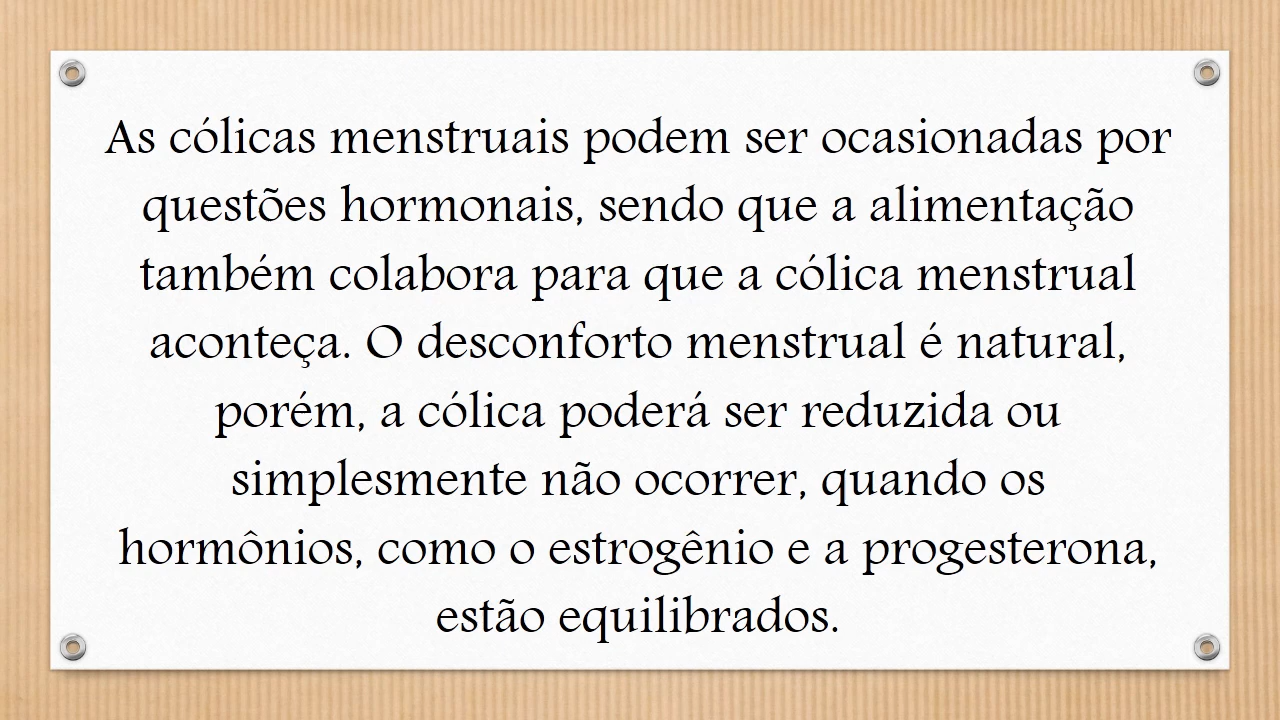 As cólicas menstruais podem ser ocasionadas por
questões hormonais, sendo que a alimentação
também colabora para que a cólica menstrual
aconteça. O desconforto menstrual é natural,
porém, a cólica poderá ser reduzida ou
simplesmente não ocorrer, quando os
hormônios, como o estrogênio e a progesterona,
estão equilibrados.